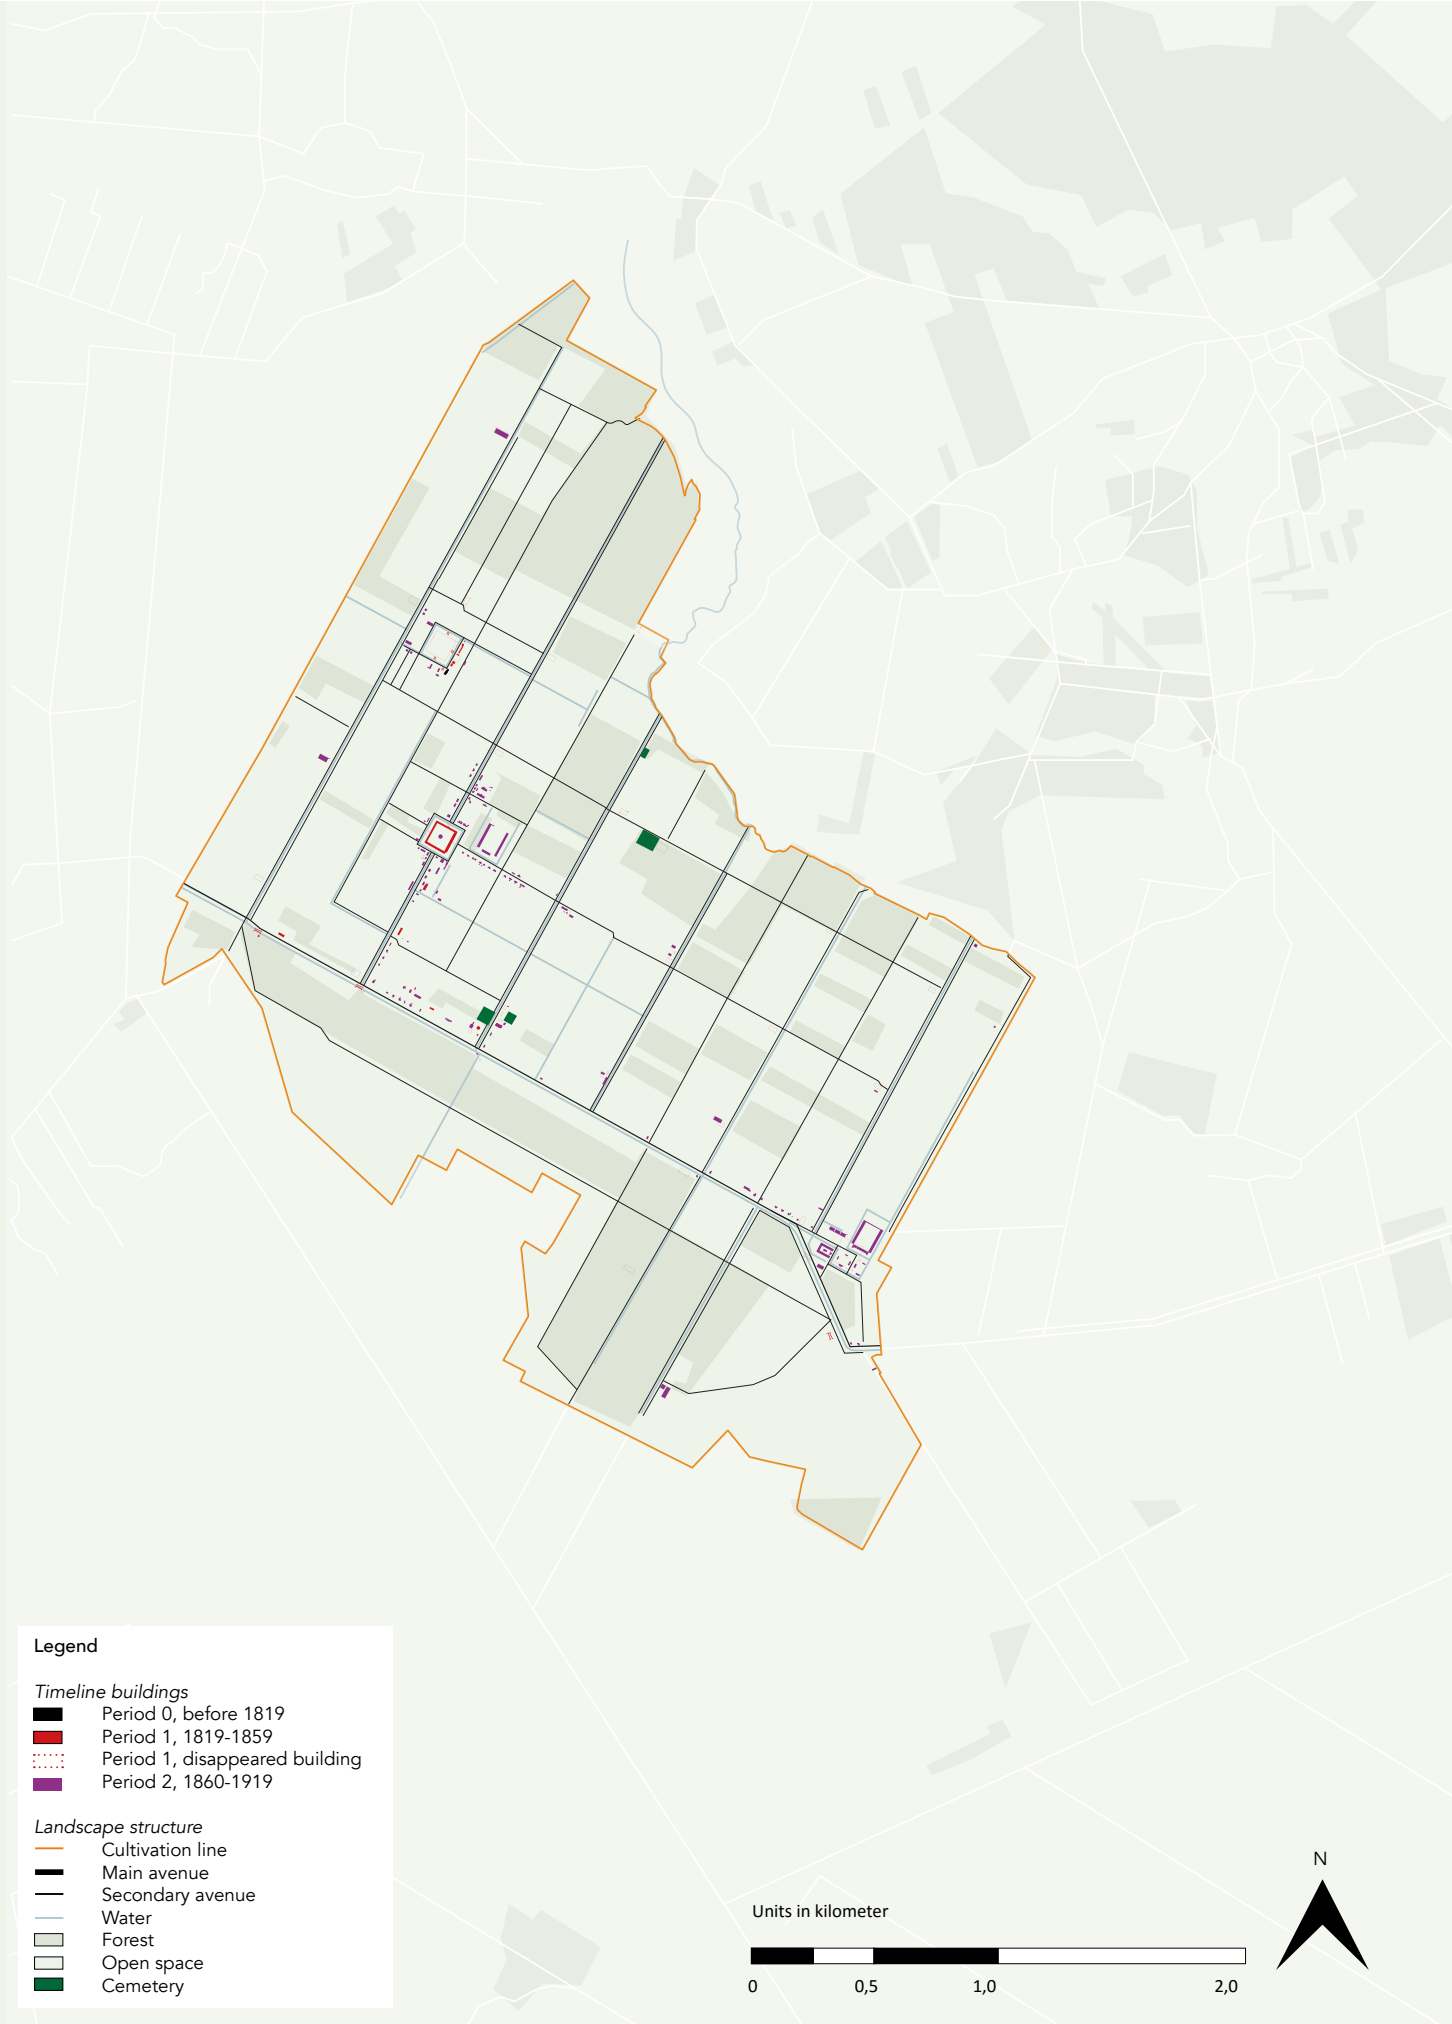 Legend
Timeline buildings
Period 0, before 1819
Period 1, 1819-1859
Period 1, disappeared building
Period 2, 1860-1919
Landscape structure
Cultivation line
Main avenue
Secondary avenue
Water
Forest
Open space
Cemetery
Units in kilometer
0 0,5 1,0 2,0
N